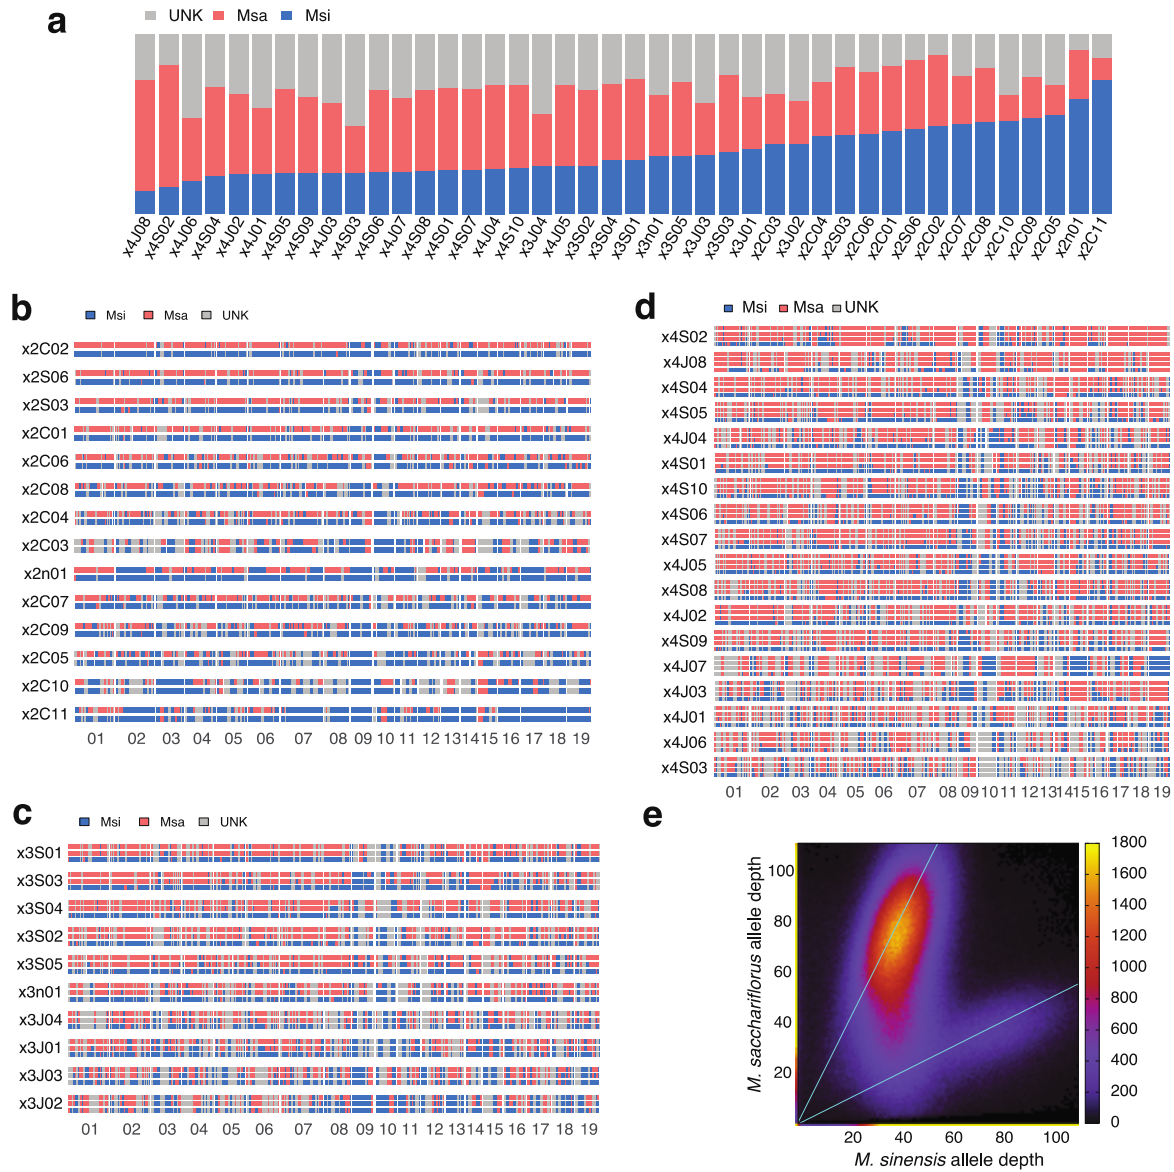 a
UNK Msa Msi
x4J08 x4S02 x4J06 x4S04 x4J02 x4J01 x4S05 x4S09 x4J03 x4S03 x4S06 x4J07 x4S08 x4S01 x4S07 x4J04 x4S10 x3J04 x4J05 x3S02 x3S04 x3S01 x3n01 x3S05 x3J03 x3S03 x3J01 x2C03 x3J02 x2C04 x2S03 x2C06 x2C01 x2S06 x2C02 x2C07 x2C08 x2C10 x2C09 x2C05 x2n01 x2C11
b
Msi Msa UNK
x2C02
x2S06
x2S03
x2C01
x2C06
x2C08
x2C04
x2C03
x2n01
x2C07
x2C09
x2C05
x2C10
x2C11
01 02 03 04 05 06 07 08 09 10 11 12 13 14 15 16 17 18 19
c
Msi Msa UNK
x3S01
x3S03
x3S04
x3S02
x3S05
x3n01
x3J04
x3J01
x3J03
x3J02
01 02 03 04 05 06 07 08 09 10 11 12 13 14 15 16 17 18 19
d
Msi Msa UNK
x4S02
x4J08
x4S04
x4S05
x4J04
x4S01
x4S10
x4S06
x4S07
x4J05
x4S08
x4J02
x4S09
x4J07
x4J03
x4J01
x4J06
x4S03
01 02 03 04 05 06 07 08 09 10 11 12 13 14 15 16 17 18 19
e
M. sacchariflorus allele depth
100
80
60
40
20
20 40 60 80 100
M. sinensis allele depth
1800
1600
1400
1200
1000
800
600
400
200
0